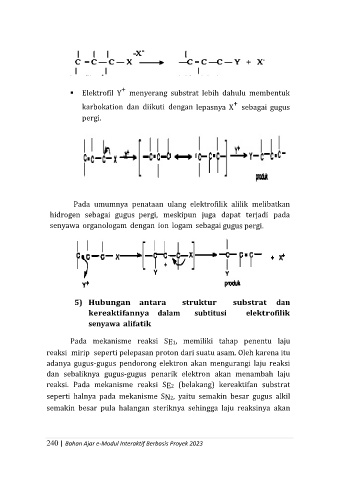 -X⁺
C = C — C — X → — C = C — C — Y + X⁺
• Elektrofil Y⁺ menyerang substrat lebih dahulu membentuk
karbokation dan diikuti dengan lepasnya X⁺ sebagai gugus
pergi.
Y⁺
produk
Pada umumnya penataan ulang elektrofilik alilik melibatkan
hidrogen sebagai gugus pergi, meskipun juga dapat terjadi pada
senyawa organologam dengan ion logam sebagai gugus pergi.
+ X⁺
Y⁺
produk
5) Hubungan antara struktur substrat dan
kereaktifannya dalam subtitusi elektrofilik
senyawa alifatik
Pada mekanisme reaksi SE1, memiliki tahap penentu laju
reaksi mirip seperti pelepasan proton dari suatu asam. Oleh karena itu
adanya gugus-gugus pendorong elektron akan mengurangi laju reaksi
dan sebaliknya gugus-gugus penarik elektron akan menambah laju
reaksi. Pada mekanisme reaksi SE2 (belakang) kereaktifan substrat
seperti halnya pada mekanisme SN2, yaitu semakin besar gugus alkil
semakin besar pula halangan steriknya sehingga laju reaksinya akan
240 | Bahan Ajar e-Modul Interaktif Berbasis Proyek 2023